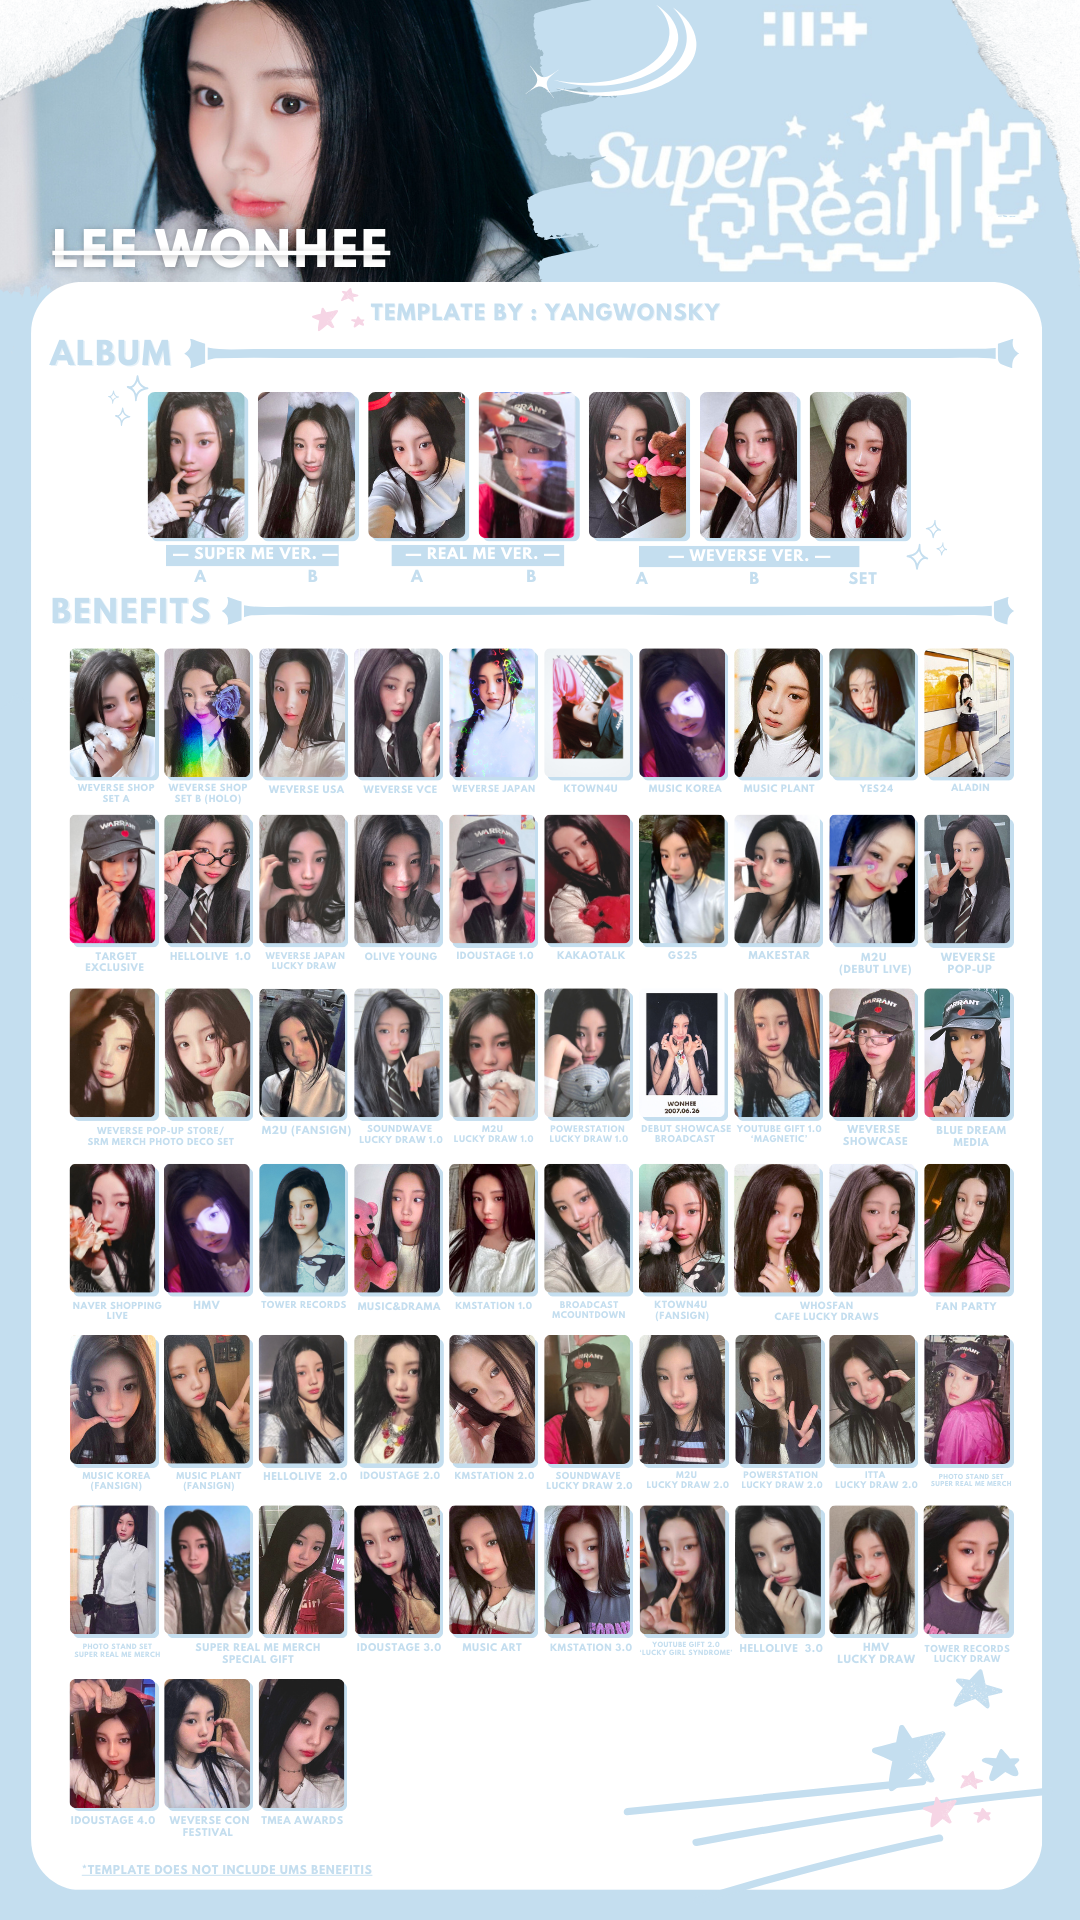 Super
Real ME
LEE WONHEE
TEMPLATE BY : YANGWONSKY
ALBUM
— SUPER ME VER. — — REAL ME VER. — — WEVERSE VER. —
A B A B A B SET
BENEFITS
WEVERSE SHOP
SET A
WEVERSE SHOP
SET B (HOLO)
WEVERSE USA
WEVERSE VCE
WEVERSE JAPAN
KTOWN4U
MUSIC KOREA
MUSIC PLANT
YES24
ALADIN
TARGET
EXCLUSIVE
HELLOLIVE 1.0
WEVERSE JAPAN
LUCKY DRAW
OLIVE YOUNG
IDOUSTAGE 1.0
KAKAOTALK
GS25
MAKESTAR
M2U
(DEBUT LIVE)
WEVERSE
POP-UP
WEVERSE POP-UP STORE/
SRM MERCH PHOTO DECO SET
M2U (FANSIGN)
SOUNDWAVE
LUCKY DRAW 1.0
M2U
LUCKY DRAW 1.0
POWERSTATION
LUCKY DRAW 1.0
WONHEE
2007.06.26
DEBUT SHOWCASE
BROADCAST
YOUTUBE GIFT 1.0
'MAGNETIC'
WEVERSE
SHOWCASE
BLUE DREAM
MEDIA
NAVER SHOPPING
LIVE
HMV
TOWER RECORDS
MUSIC&DRAMA
KMSTATION 1.0
BROADCAST
MCOUNTDOWN
KTOWN4U
(FANSIGN)
WHOSFAN
CAFE LUCKY DRAWS
FAN PARTY
MUSIC KOREA
(FANSIGN)
MUSIC PLANT
(FANSIGN)
HELLOLIVE 2.0
IDOUSTAGE 2.0
KMSTATION 2.0
SOUNDWAVE
LUCKY DRAW 2.0
M2U
LUCKY DRAW 2.0
POWERSTATION
LUCKY DRAW 2.0
ITTA
LUCKY DRAW 2.0
PHOTO STAND SET
SUPER REAL ME MERCH
PHOTO STAND SET
SUPER REAL ME MERCH
SUPER REAL ME MERCH
SPECIAL GIFT
IDOUSTAGE 3.0
MUSIC ART
KMSTATION 3.0
YOUTUBE GIFT 2.0
'LUCKY GIRL SYNDROME'
HELLOLIVE 3.0
HMV
LUCKY DRAW
TOWER RECORDS
LUCKY DRAW
IDOUSTAGE 4.0
WEVERSE CON
FESTIVAL
TMEA AWARDS
*TEMPLATE DOES NOT INCLUDE UMS BENEFITIS